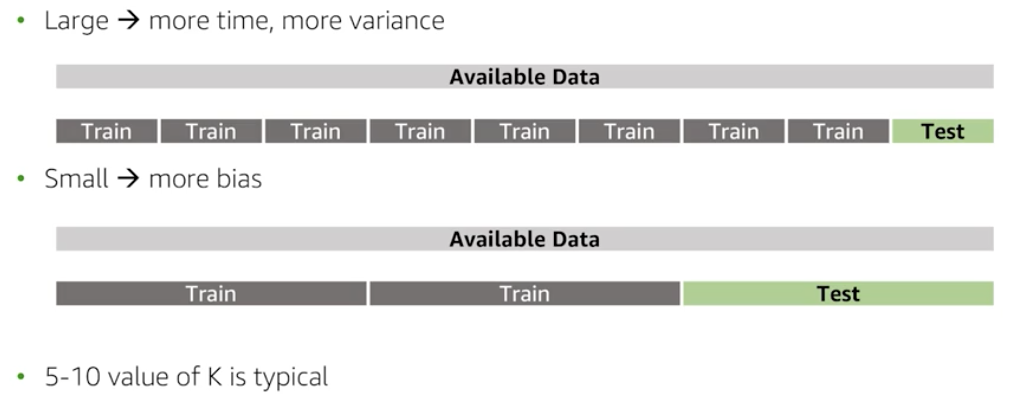 • Large → more time, more variance
Available Data
Train Train Train Train Train Train Train Train Test
• Small → more bias
Available Data
Train Train Test
• 5-10 value of K is typical